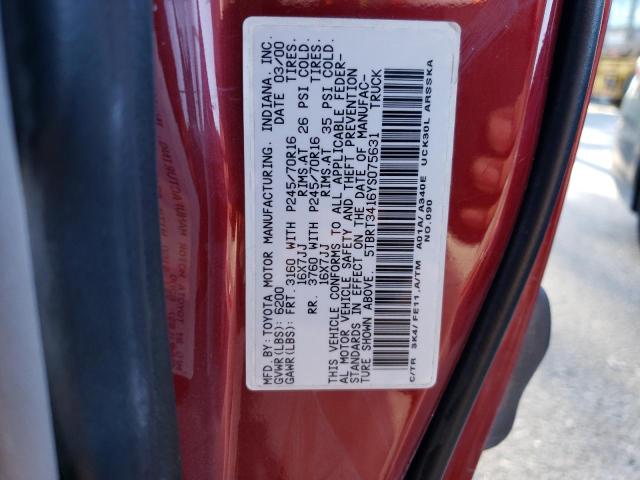 MFD. BY: TOYOTA MOTOR MANUFACTURING, INDIANA, INC.
GVWR(LBS): 6200 DATE 03/00
GAWR(LBS): FRT 3160 WITH P245/70R16 TIRES.
16X7JJ RIMS.AT 26 PSI COLD.
RR. 3760 WITH P245/70R16 TIRES.
16X7JJ RIMS.AT 35 PSI COLD.
THIS VEHICLE CONFORMS TO ALL APPLICABLE FEDER-
AL MOTOR VEHICLE SAFETY AND THEFT PREVENTION
STANDARDS IN EFFECT ON THE DATE OF MANUFAC-
TURE SHOWN ABOVE. 5TBRT3416YS075631 TRUCK
C/TR 3K4/ FE11.A/TM A01A/ A340E UCK30L ARSSKA
NO.090